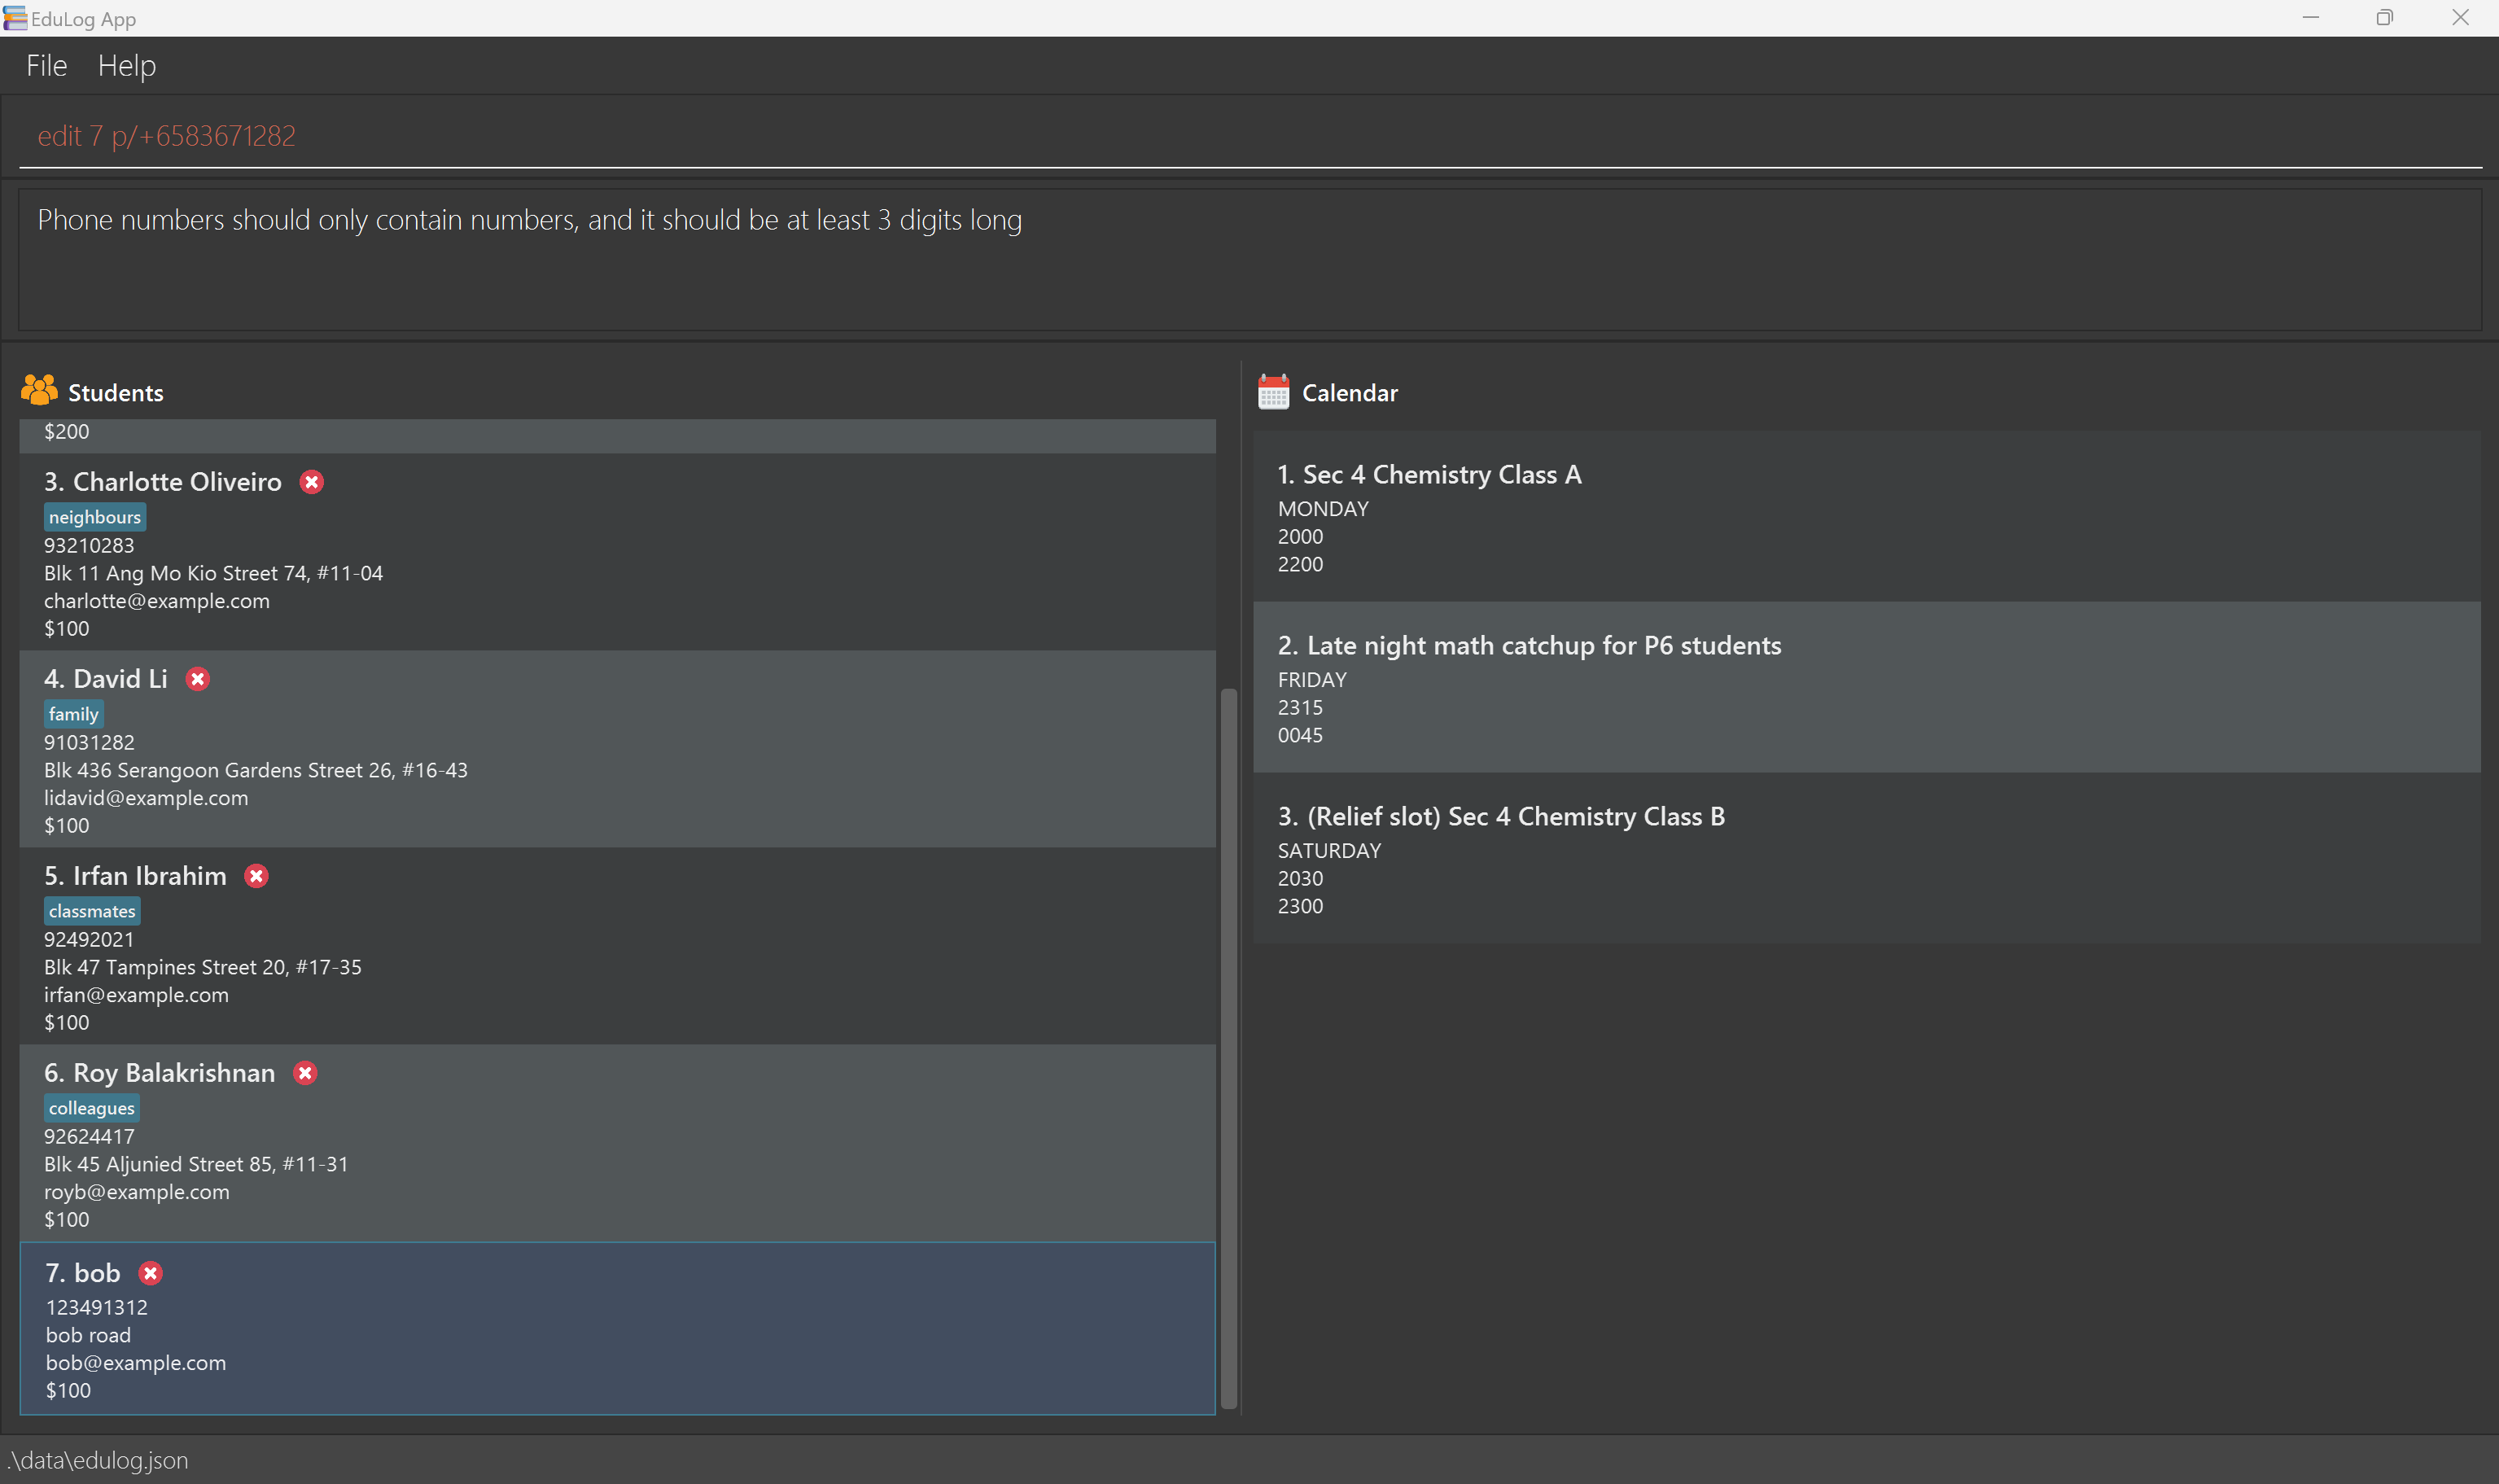 EduLog App
File Help
edit 7 p/+6583671282
Phone numbers should only contain numbers, and it should be at least 3 digits long
Students
$200
3. Charlotte Oliveiro
neighbours
93210283
Blk 11 Ang Mo Kio Street 74, #11-04
charlotte@example.com
$100
4. David Li
family
91031282
Blk 436 Serangoon Gardens Street 26, #16-43
lidavid@example.com
$100
5. Irfan Ibrahim
classmates
92492021
Blk 47 Tampines Street 20, #17-35
irfan@example.com
$100
6. Roy Balakrishnan
colleagues
92624417
Blk 45 Aljunied Street 85, #11-31
royb@example.com
$100
7. bob
123491312
bob road
bob@example.com
$100
Calendar
1. Sec 4 Chemistry Class A
MONDAY
2000
2200
2. Late night math catchup for P6 students
FRIDAY
2315
0045
3. (Relief slot) Sec 4 Chemistry Class B
SATURDAY
2030
2300
.\data\edulog.json